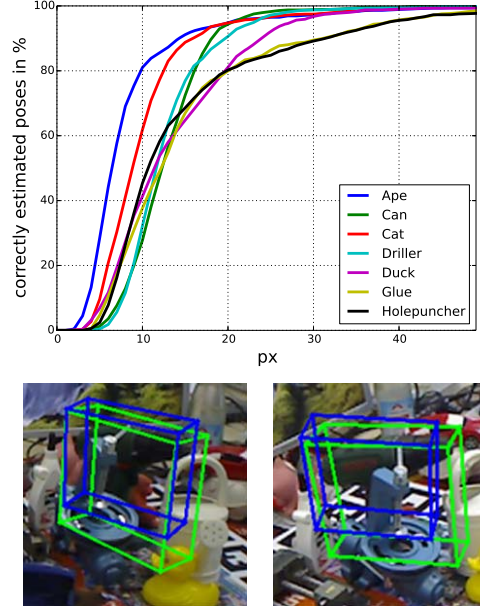 correctly estimated poses in %
100
80
60
40
20
0
Ape
Can
Cat
Driller
Duck
Glue
Holepuncher
0 10 20 30 40
px